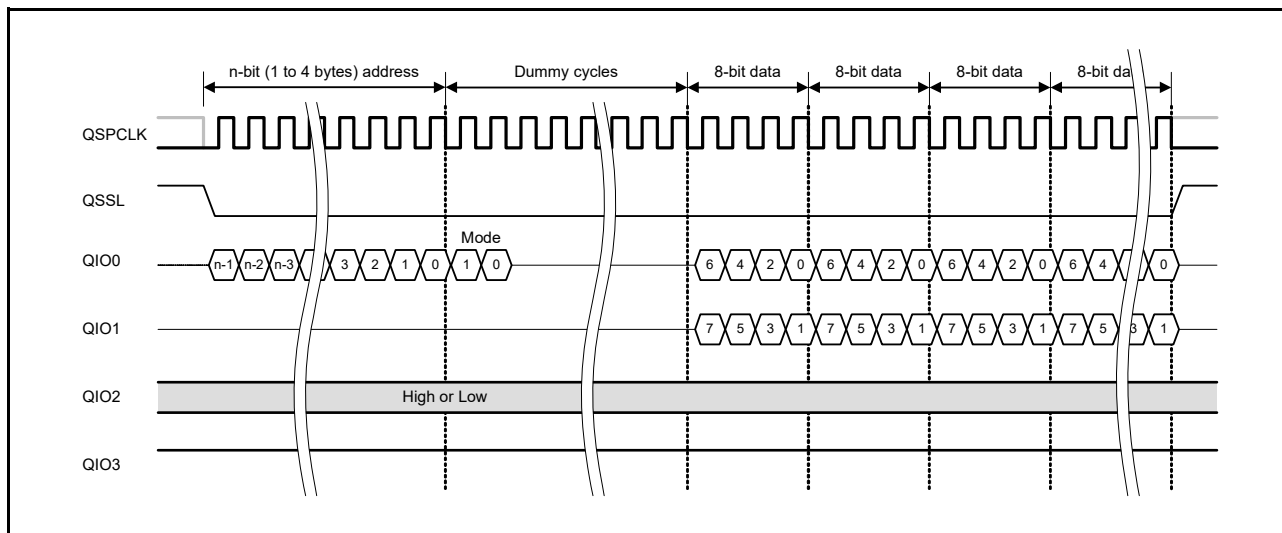 n-bit (1 to 4 bytes) address Dummy cycles 8-bit data 8-bit data 8-bit data 8-bit da
QSPCLK
QSSL
Mode
QIO0 n-1 n-2 n-3 3 2 1 0 1 0 6 4 2 0 6 4 2 0 6 4 2 0 6 4 0
QIO1 7 5 3 1 7 5 3 1 7 5 3 1 7 5 3 1
QIO2 High or Low
QIO3